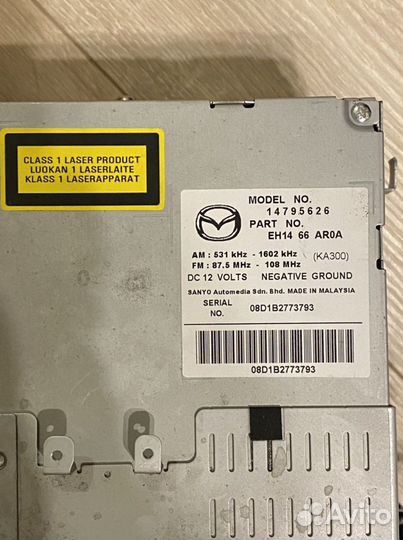 CLASS 1 LASER PRODUCT
LUOKAN 1 LASERLAITE
KLASS 1 LASERAPPARAT
MODEL NO.
14795626
PART NO.
EH14 66 AR0A
AM : 531 kHz - 1602 kHz (KA300)
FM : 87.5 MHz - 108 MHz
DC 12 VOLTS NEGATIVE GROUND
SANYO Automedia Sdn. Bhd. MADE IN MALAYSIA
SERIAL NO. 08D1B2773793
08D1B2773793
Avito